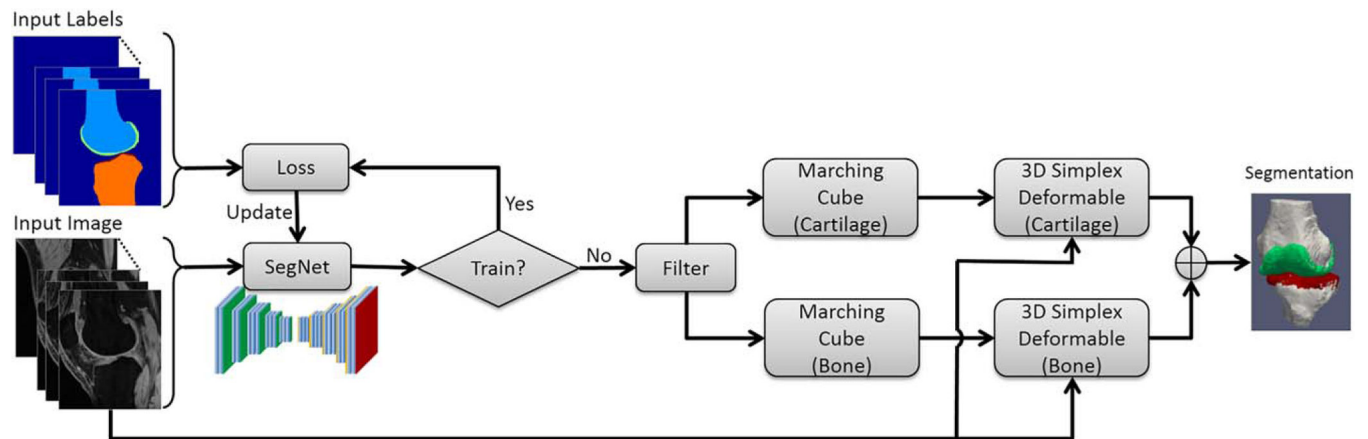 Input Labels
Loss
Update
Yes
Input Image
SegNet
Train?
No
Filter
Marching
Cube
(Cartilage)
3D Simplex
Deformable
(Cartilage)
Marching
Cube
(Bone)
3D Simplex
Deformable
(Bone)
Segmentation